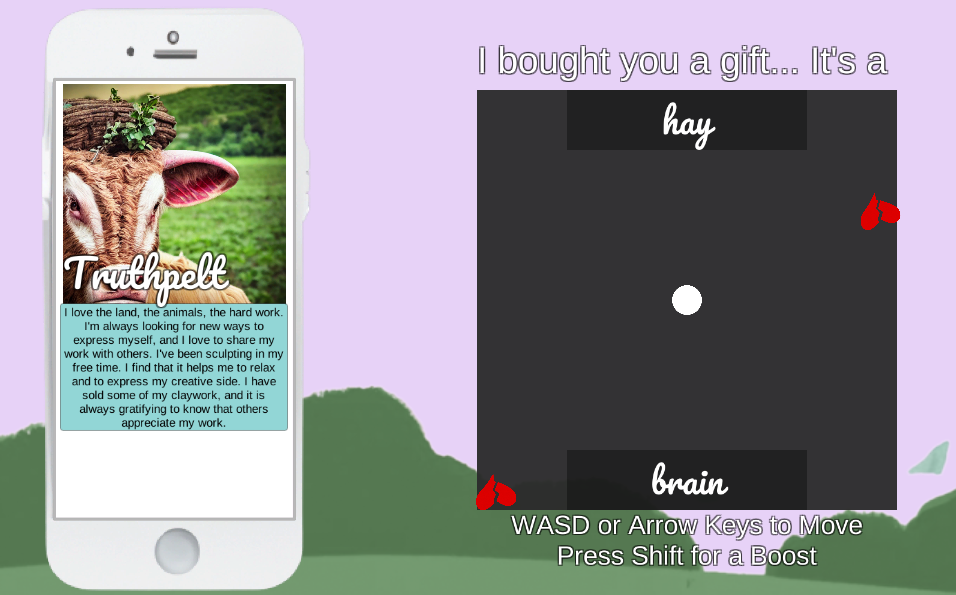 Truthpelt
I love the land, the animals, the hard work.
I'm always looking for new ways to
express myself, and I love to share my
work with others. I've been sculpting in my
free time. I find that it helps me to relax
and to express my creative side. I have
sold some of my claywork, and it is
always gratifying to know that others
appreciate my work.
I bought you a gift... It's a
hay
brain
WASD or Arrow Keys to Move
Press Shift for a Boost